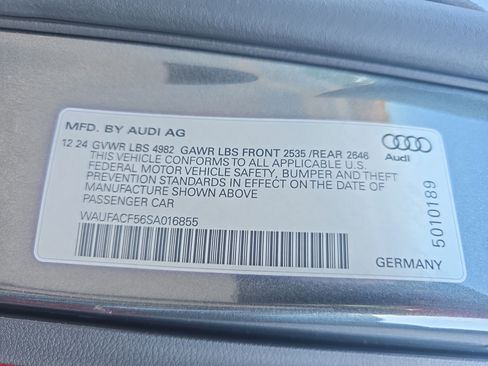 MFD. BY AUDI AG
12 24 GVWR LBS 4982 GAWR LBS FRONT 2535 /REAR 2646
THIS VEHICLE CONFORMS TO ALL APPLICABLE U.S.
FEDERAL MOTOR VEHICLE SAFETY, BUMPER AND THEFT
PREVENTION STANDARDS IN EFFECT ON THE DATE OF
MANUFACTURE SHOWN ABOVE
PASSENGER CAR
WAUFACF56SA016855
Audi
5010189
GERMANY